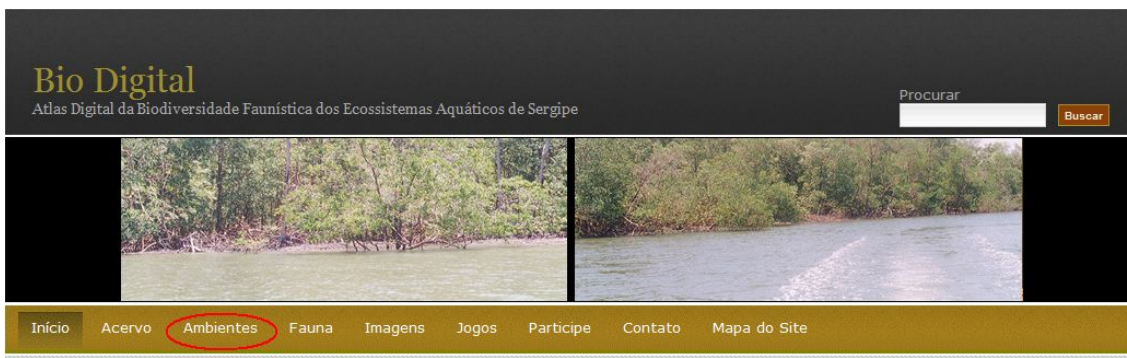 Bio Digital
Atlas Digital da Biodiversidade Faunística dos Ecossistemas Aquáticos de Sergipe
Procurar
Buscar
Início Acervo Ambientes Fauna Imagens Jogos Participe Contato Mapa do Site